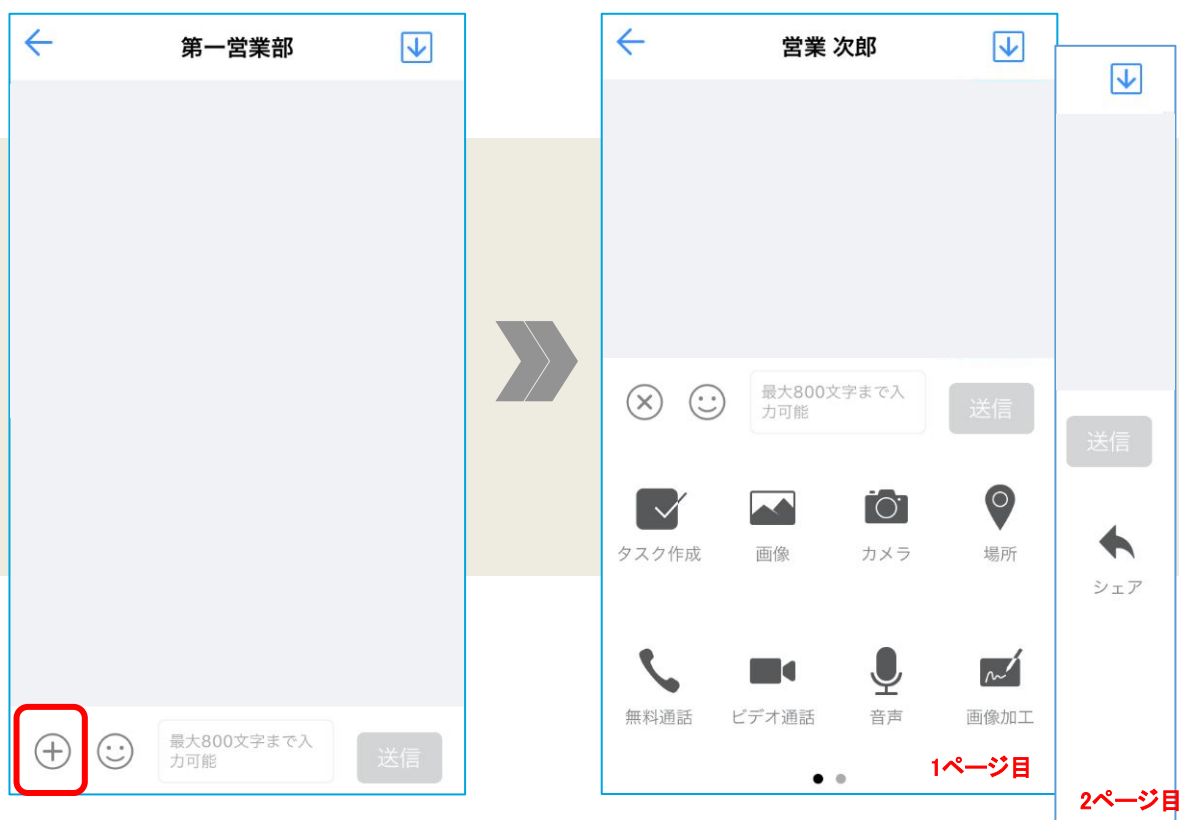 第一営業部
最大800文字まで入
力可能
送信
営業 次郎
最大800文字まで入
力可能
送信
タスク作成
画像
カメラ
場所
無料通話
ビデオ通話
音声
画像加工
1ページ目
送信
シェア
2ページ目